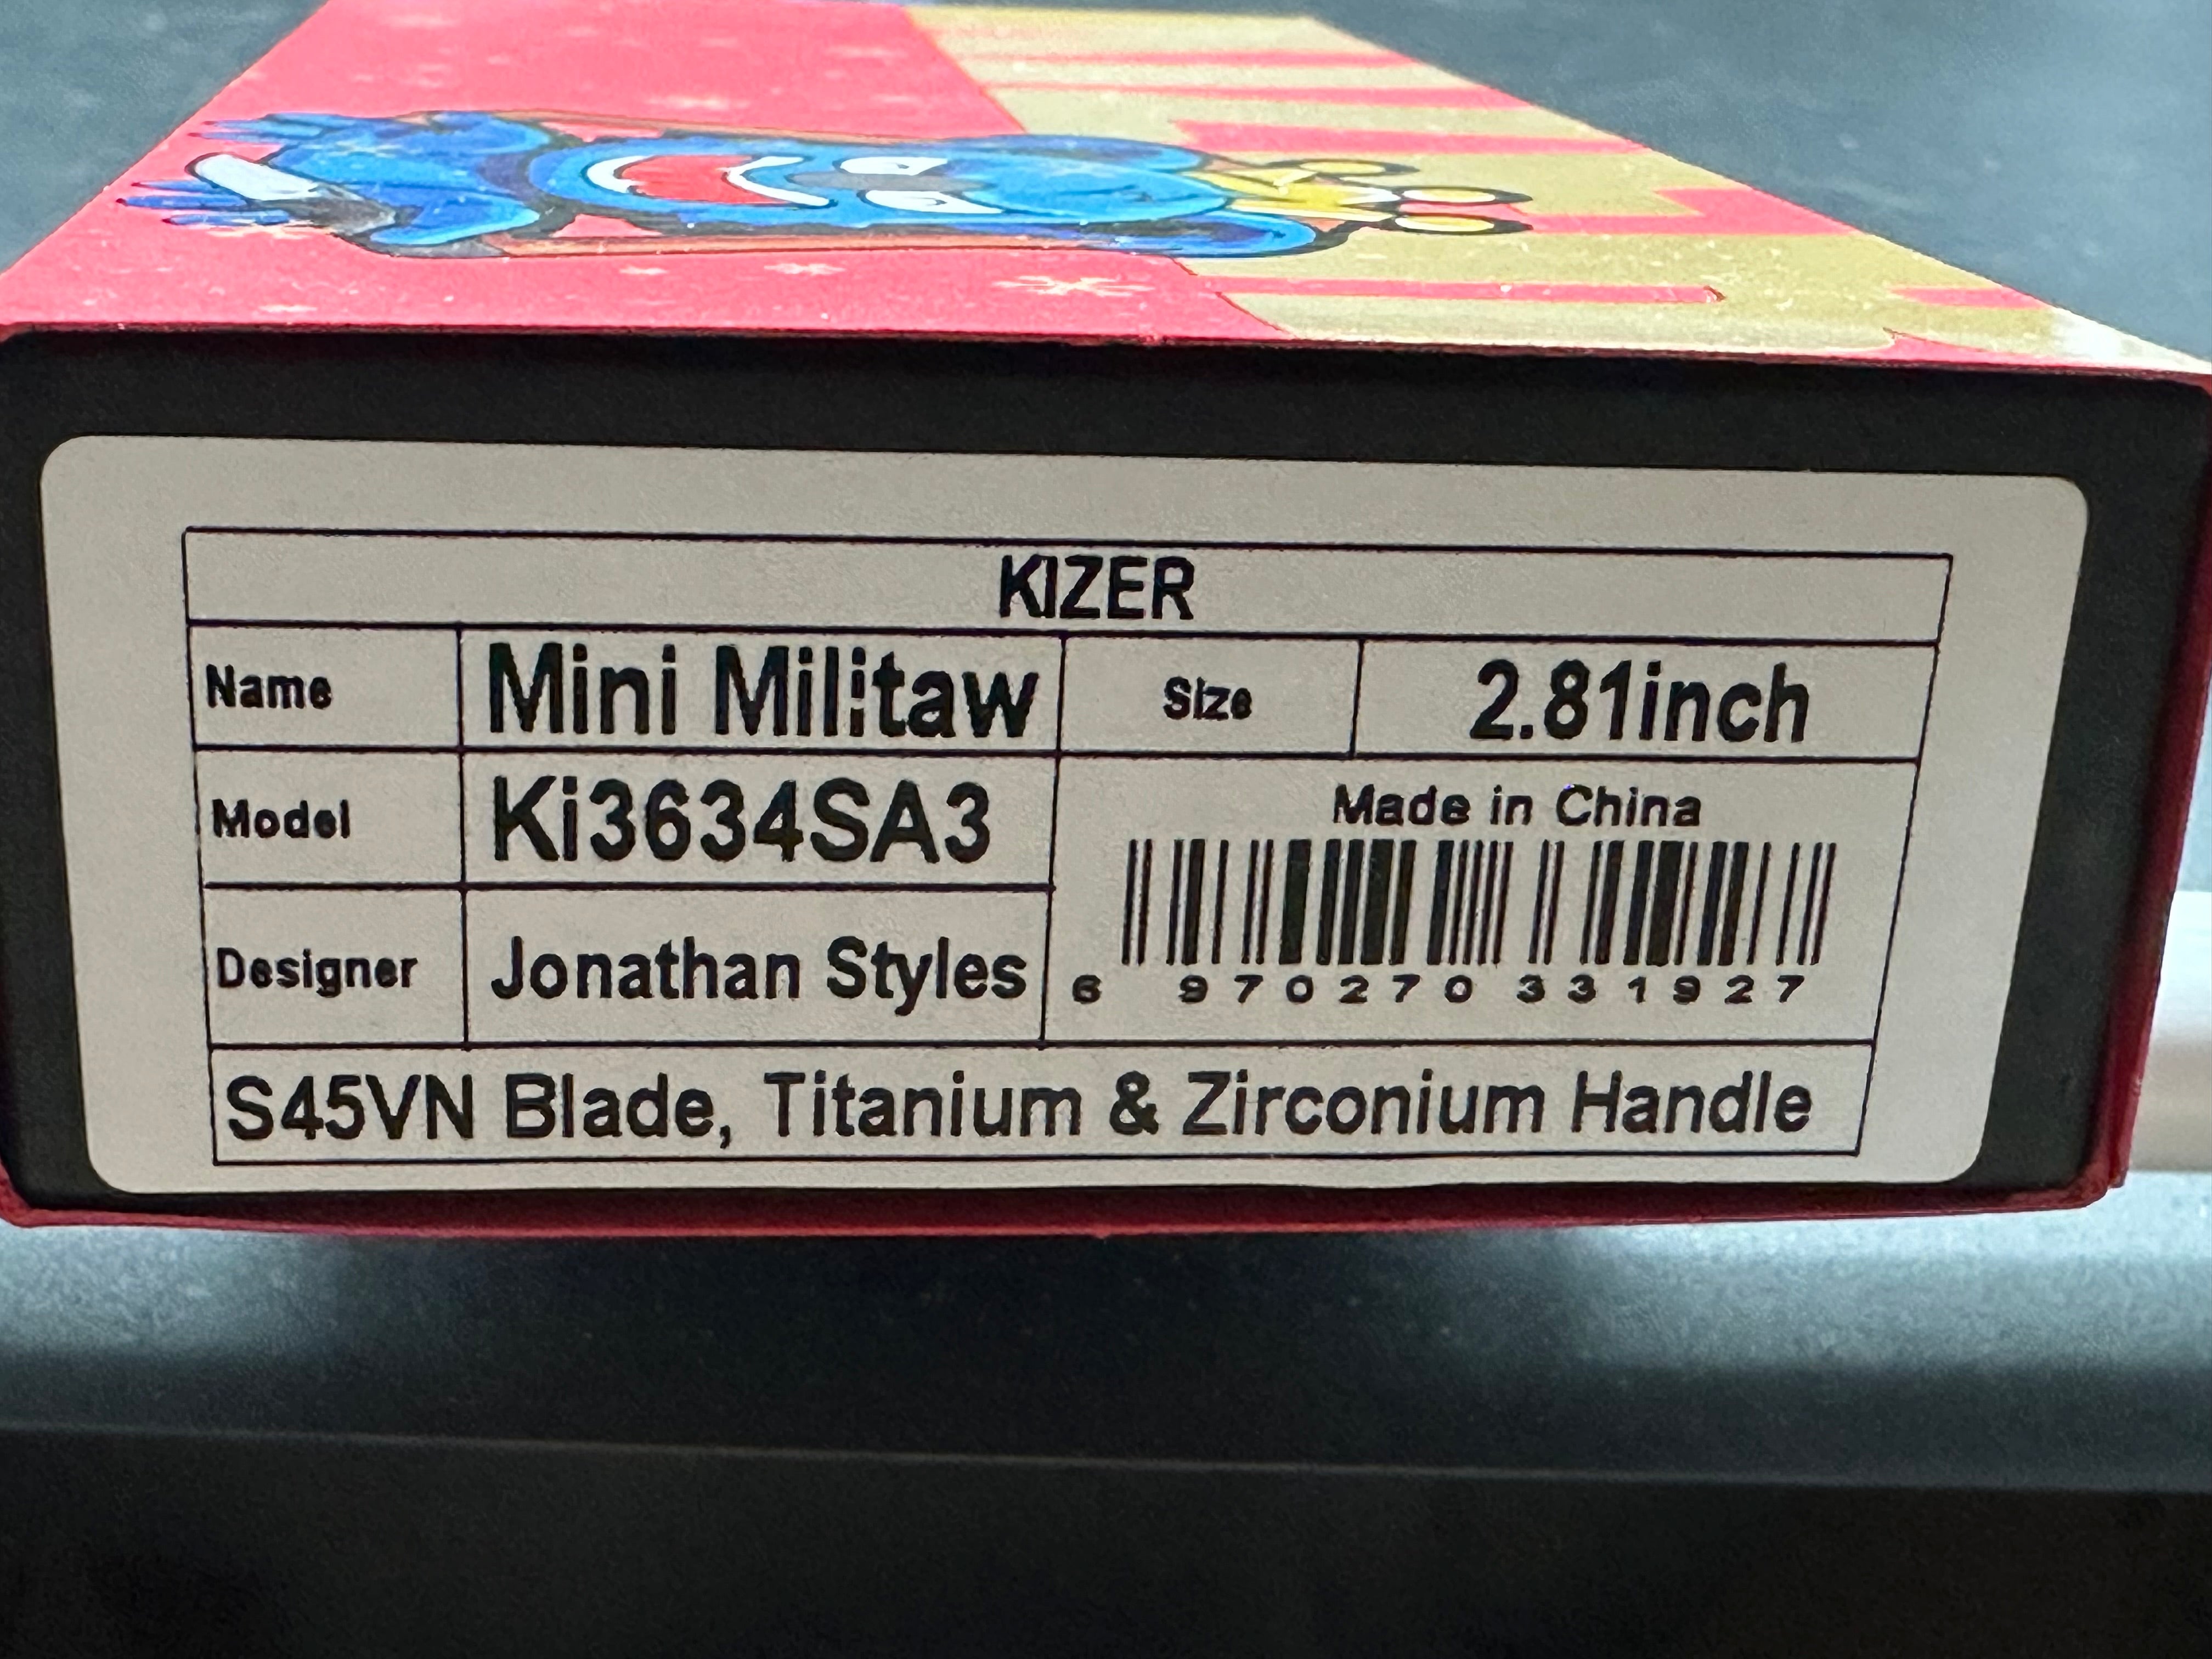 KIZER
Name Mini Militaw Size 2.81inch
Model Ki3634SA3
Made in China
Designer Jonathan Styles
6 970270 331927
S45VN Blade, Titanium & Zirconium Handle